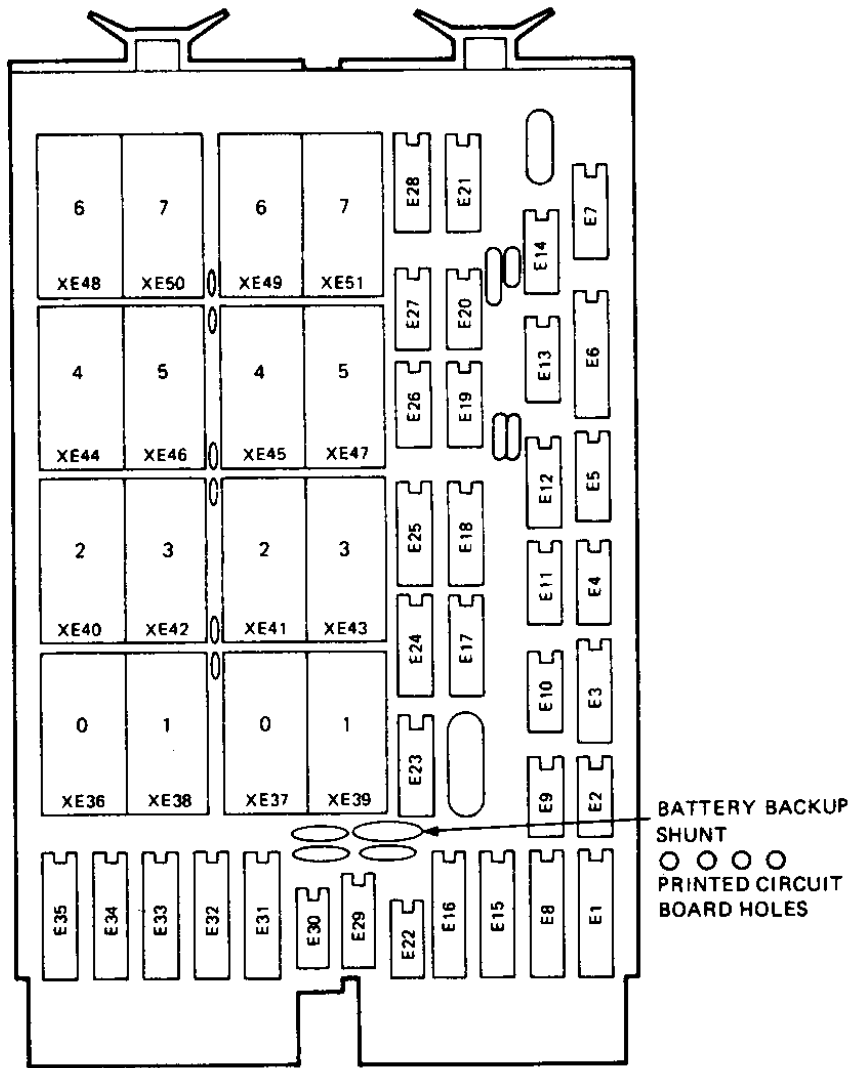 6 7 6 7
XE48 XE50 XE49 XE51
4 5 4 5
XE44 XE46 XE45 XE47
2 3 2 3
XE40 XE42 XE41 XE43
0 1 0 1
XE36 XE38 XE37 XE39
E28 E21
E27 E20
E26 E19
E25 E18
E24 E17
E23
E14 E7
E13 E6
E12 E5
E11 E4
E10 E3
E9 E2
BATTERY BACKUP
SHUNT
PRINTED CIRCUIT
BOARD HOLES
E35 E34 E33 E32 E31 E30 E29 E22 E16 E15 E8 E1